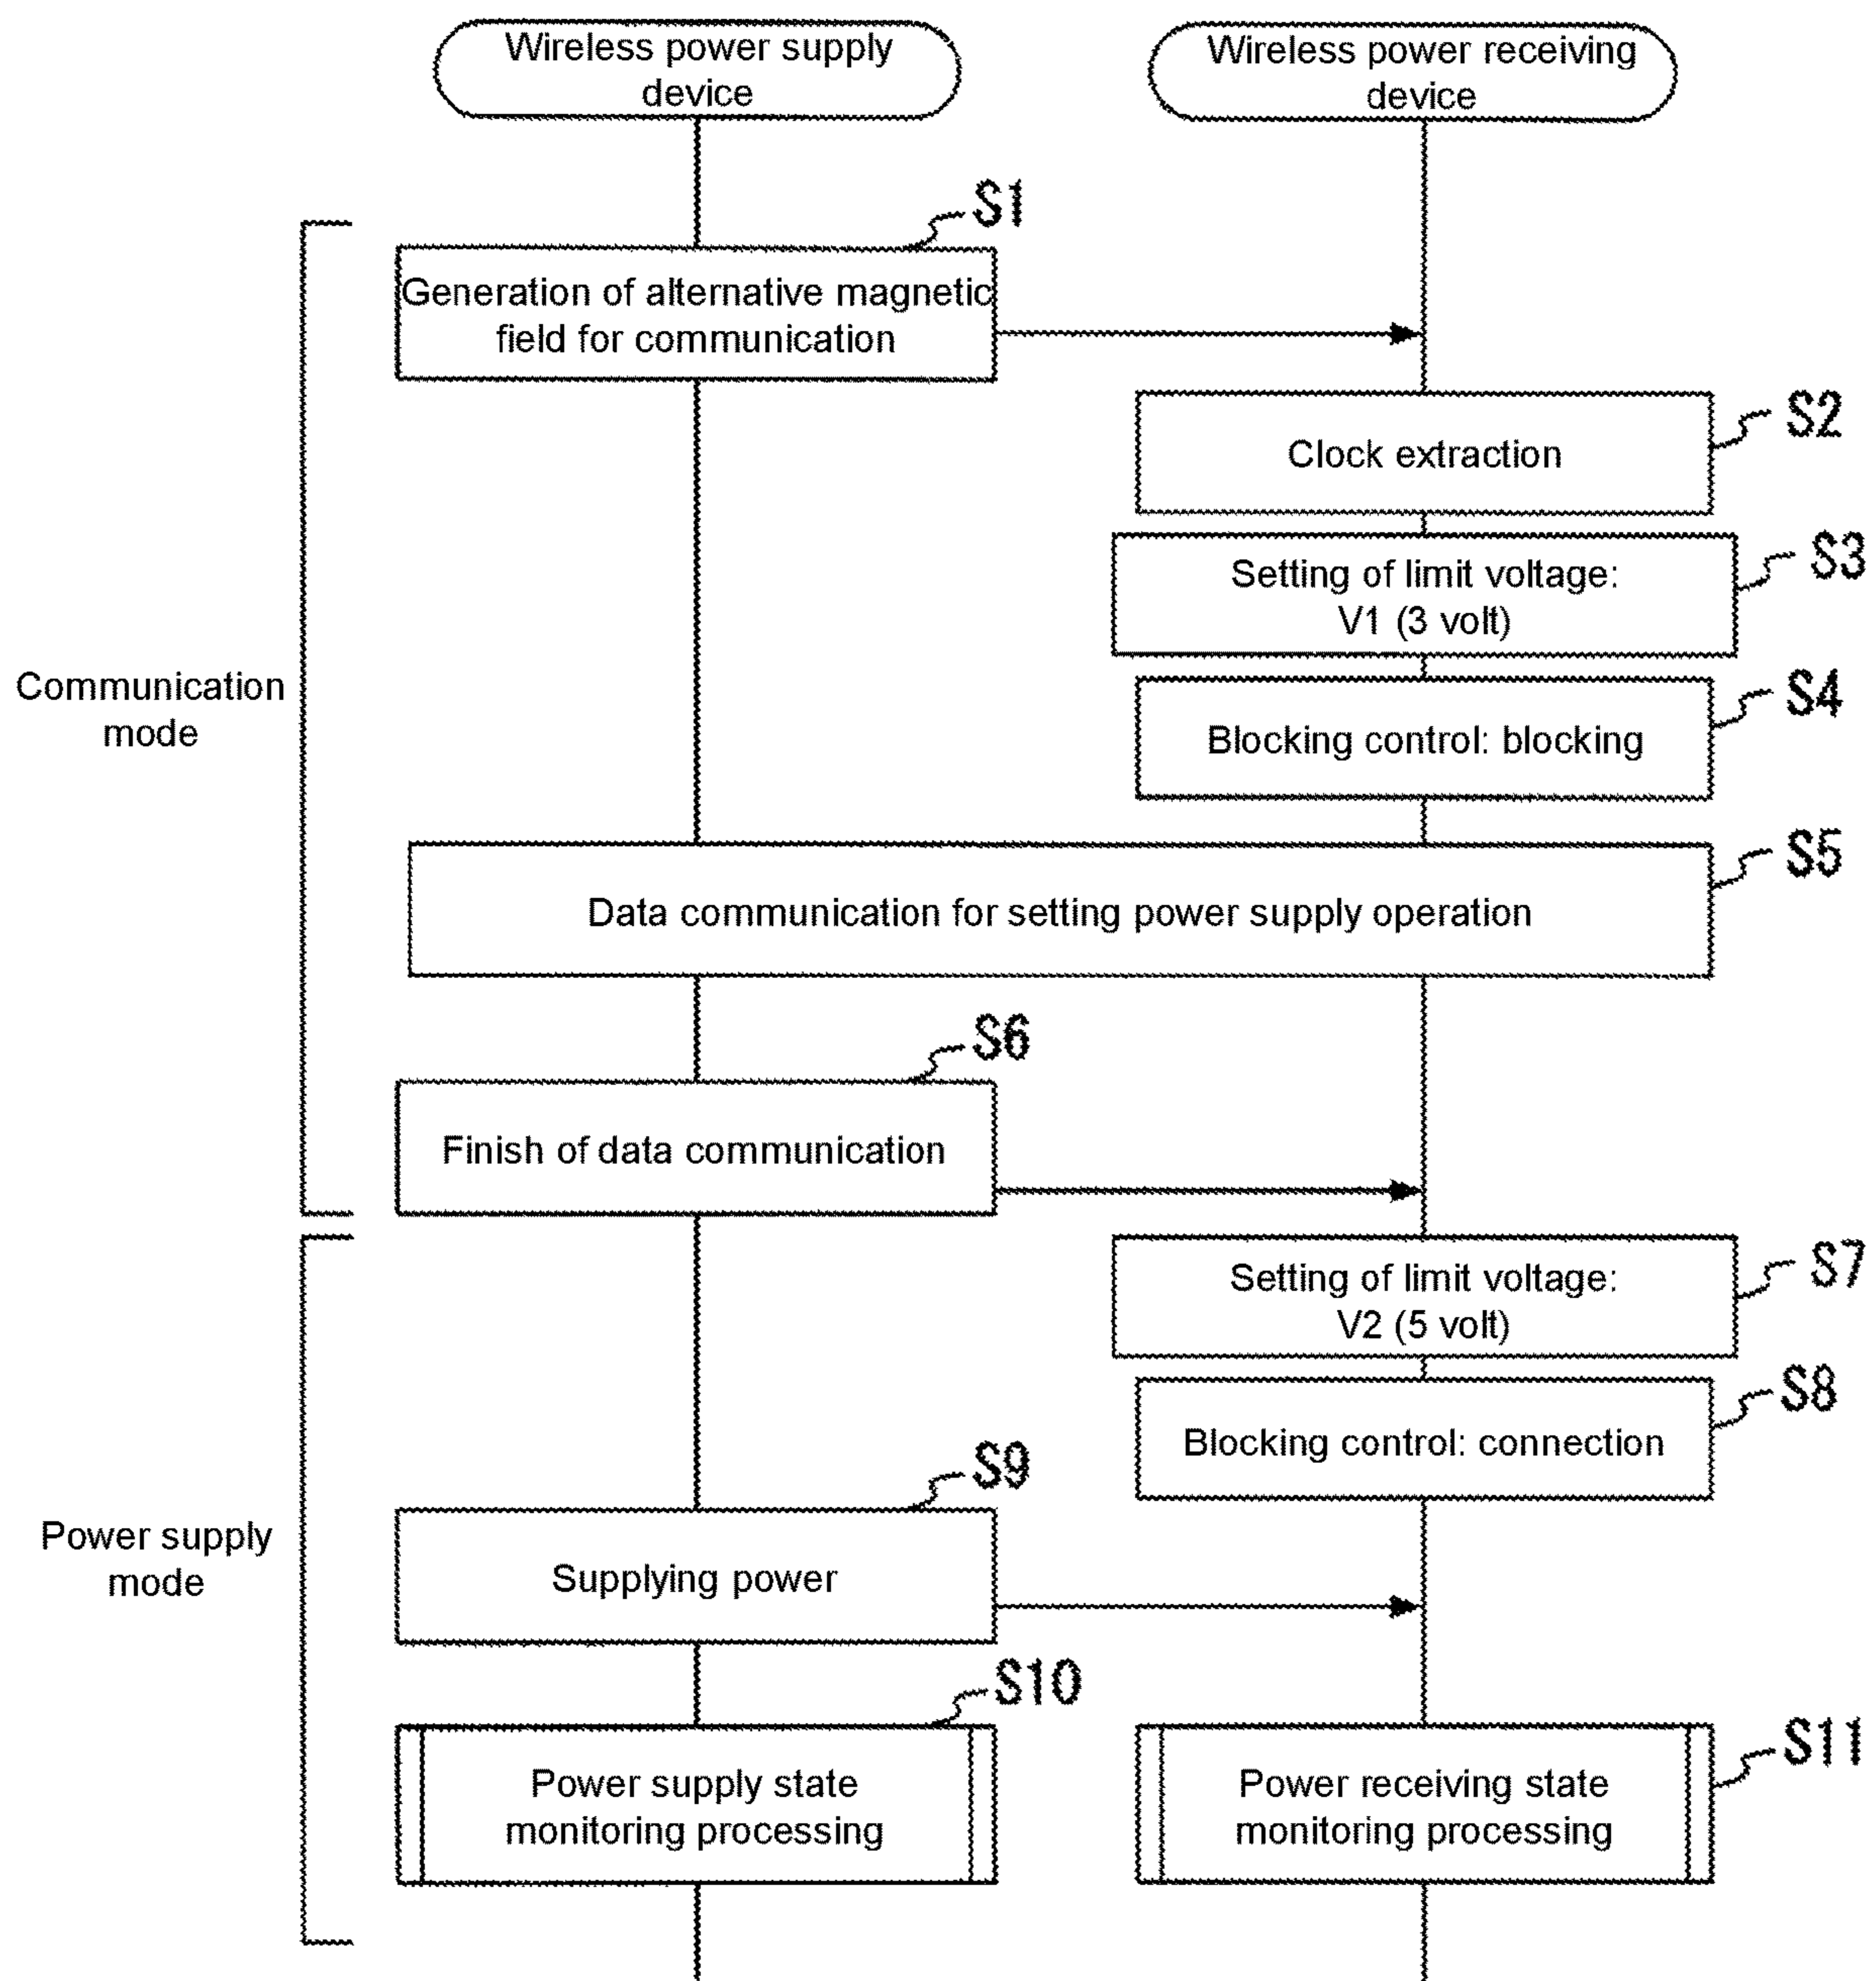 Wireless power supply
device
Wireless power receiving
device
S1
Generation of alternative magnetic
field for communication
S2
Clock extraction
S3
Setting of limit voltage:
V1 (3 volt)
Communication
mode
S4
Blocking control: blocking
S5
Data communication for setting power supply operation
S6
Finish of data communication
S7
Setting of limit voltage:
V2 (5 volt)
S8
Blocking control: connection
Power supply
mode
S9
Supplying power
S10
Power supply state
monitoring processing
S11
Power receiving state
monitoring processing